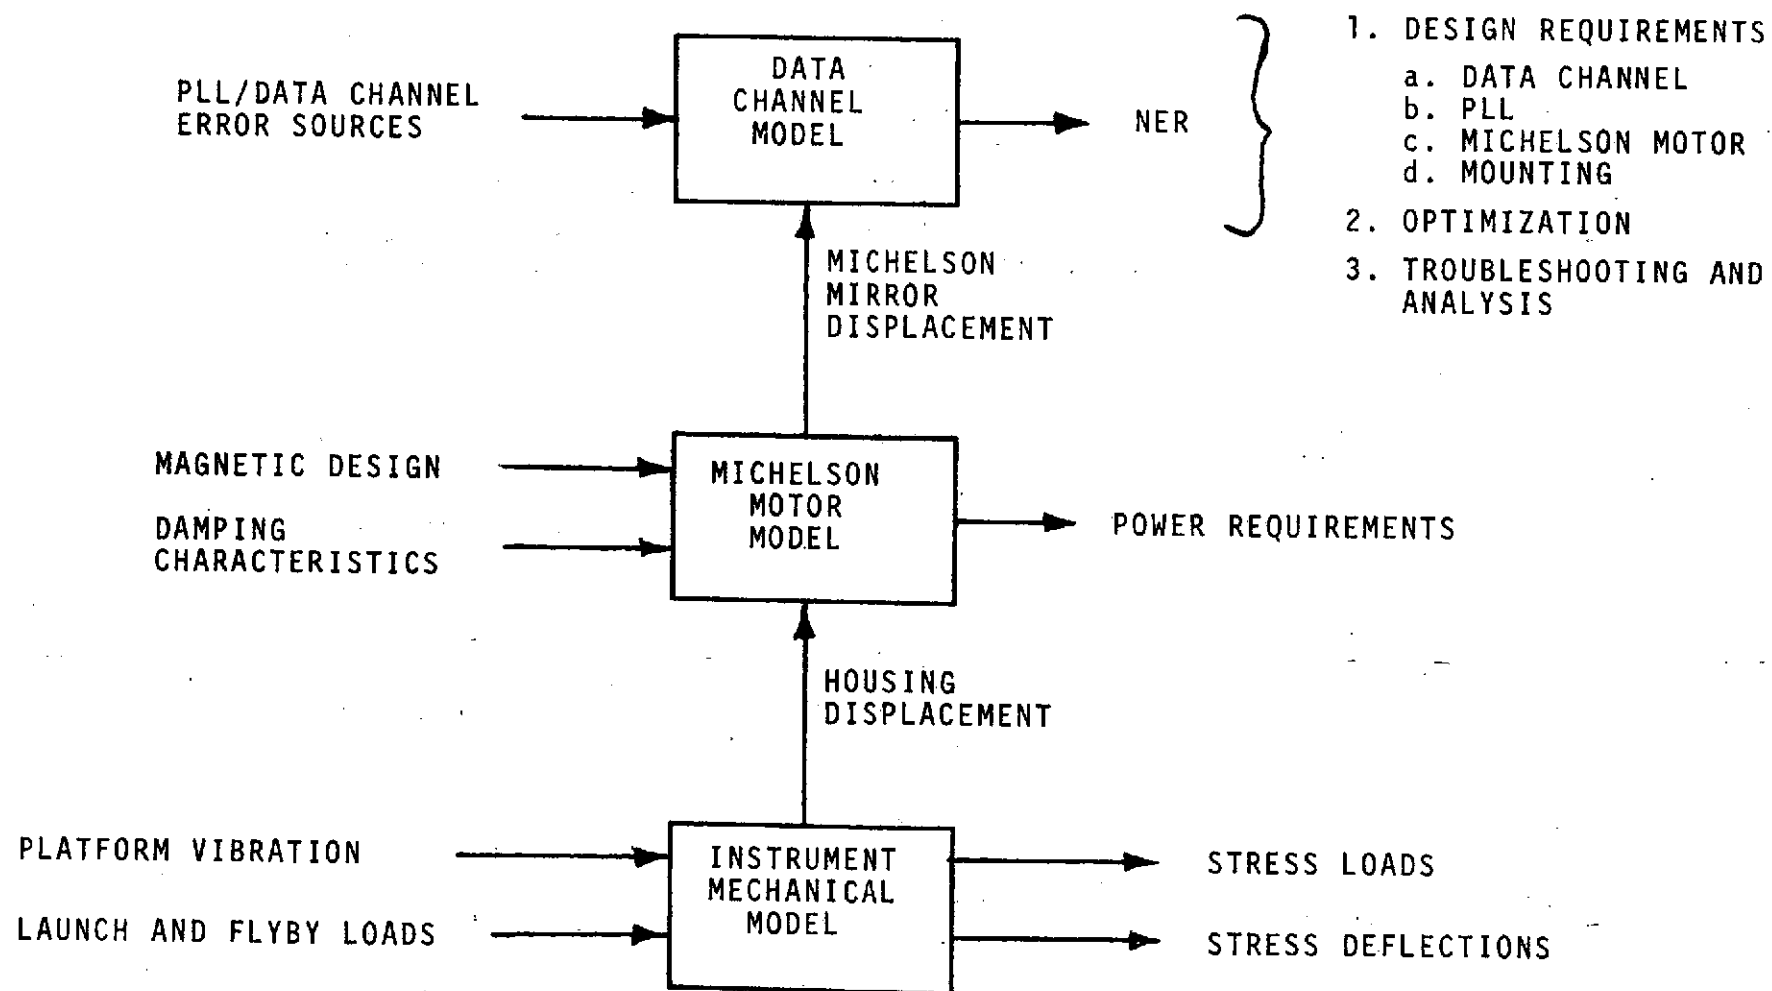 PLL/DATA CHANNEL
ERROR SOURCES
DATA
CHANNEL
MODEL
NER
1. DESIGN REQUIREMENTS
a. DATA CHANNEL
b. PLL
c. MICHELSON MOTOR
d. MOUNTING
2. OPTIMIZATION
3. TROUBLESHOOTING AND
ANALYSIS
MICHELSON
MIRROR
DISPLACEMENT
MAGNETIC DESIGN
DAMPING
CHARACTERISTICS
MICHELSON
MOTOR
MODEL
POWER REQUIREMENTS
HOUSING
DISPLACEMENT
PLATFORM VIBRATION
LAUNCH AND FLYBY LOADS
INSTRUMENT
MECHANICAL
MODEL
STRESS LOADS
STRESS DEFLECTIONS